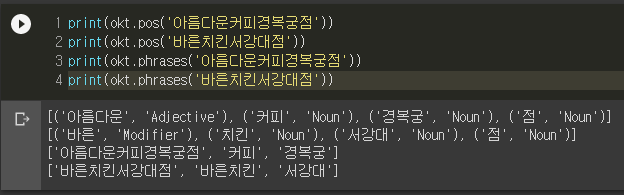 1 print(okt.pos('아름다운커피경복궁점'))
2 print(okt.pos('바른치킨서강대점'))
3 print(okt.phrases('아름다운커피경복궁점'))
4 print(okt.phrases('바른치킨서강대점'))
[('아름다운', 'Adjective'), ('커피', 'Noun'), ('경복궁', 'Noun'), ('점', 'Noun')]
[('바른', 'Modifier'), ('치킨', 'Noun'), ('서강대', 'Noun'), ('점', 'Noun')]
['아름다운커피경복궁점', '커피', '경복궁']
['바른치킨서강대점', '바른치킨', '서강대']